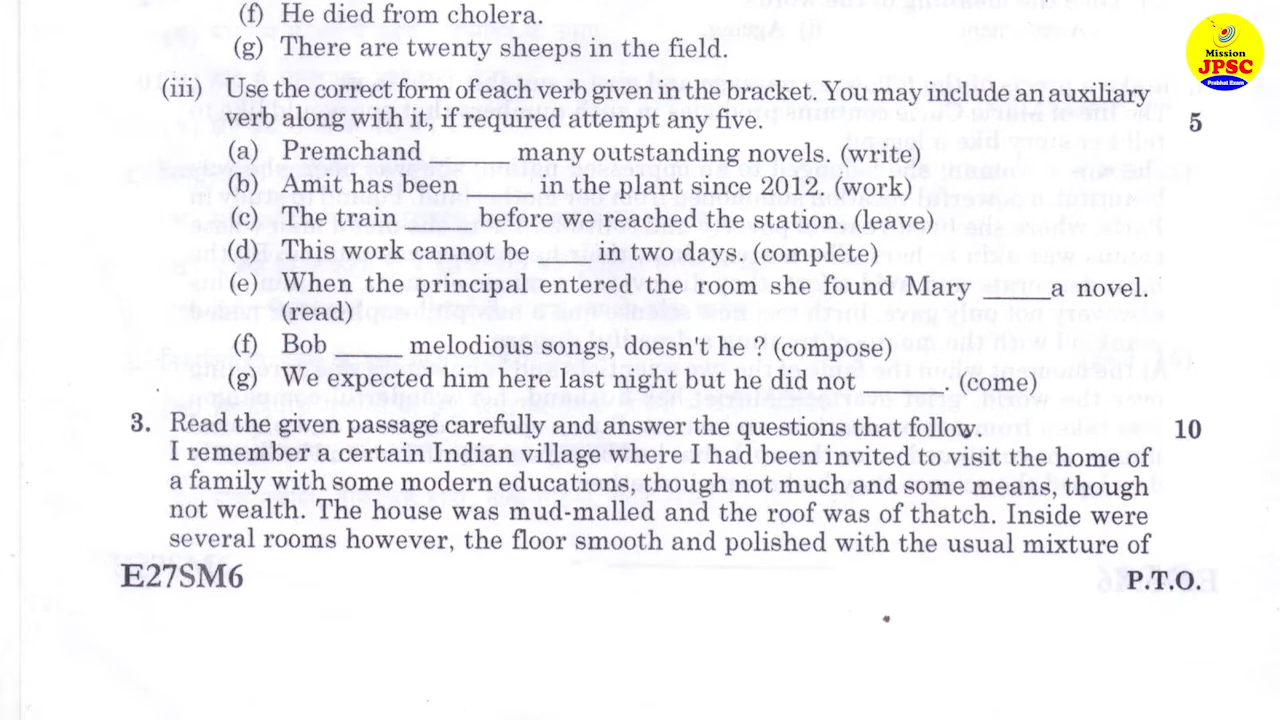 (f) He died from cholera.
(g) There are twenty sheeps in the field.
(iii) Use the correct form of each verb given in the bracket. You may include an auxiliary
verb along with it, if required attempt any five. 5
(a) Premchand ______ many outstanding novels. (write)
(b) Amit has been ______ in the plant since 2012. (work)
(c) The train ______ before we reached the station. (leave)
(d) This work cannot be ______ in two days. (complete)
(e) When the principal entered the room she found Mary ______a novel.
(read)
(f) Bob ______ melodious songs, doesn't he ? (compose)
(g) We expected him here last night but he did not ______ . (come)
3. Read the given passage carefully and answer the questions that follow. 10
I remember a certain Indian village where I had been invited to visit the home of
a family with some modern educations, though not much and some means, though
not wealth. The house was mud-malled and the roof was of thatch. Inside were
several rooms however, the floor smooth and polished with the usual mixture of
E27SM6 P.T.O.
Mission
JPSC
Prabhat Exam